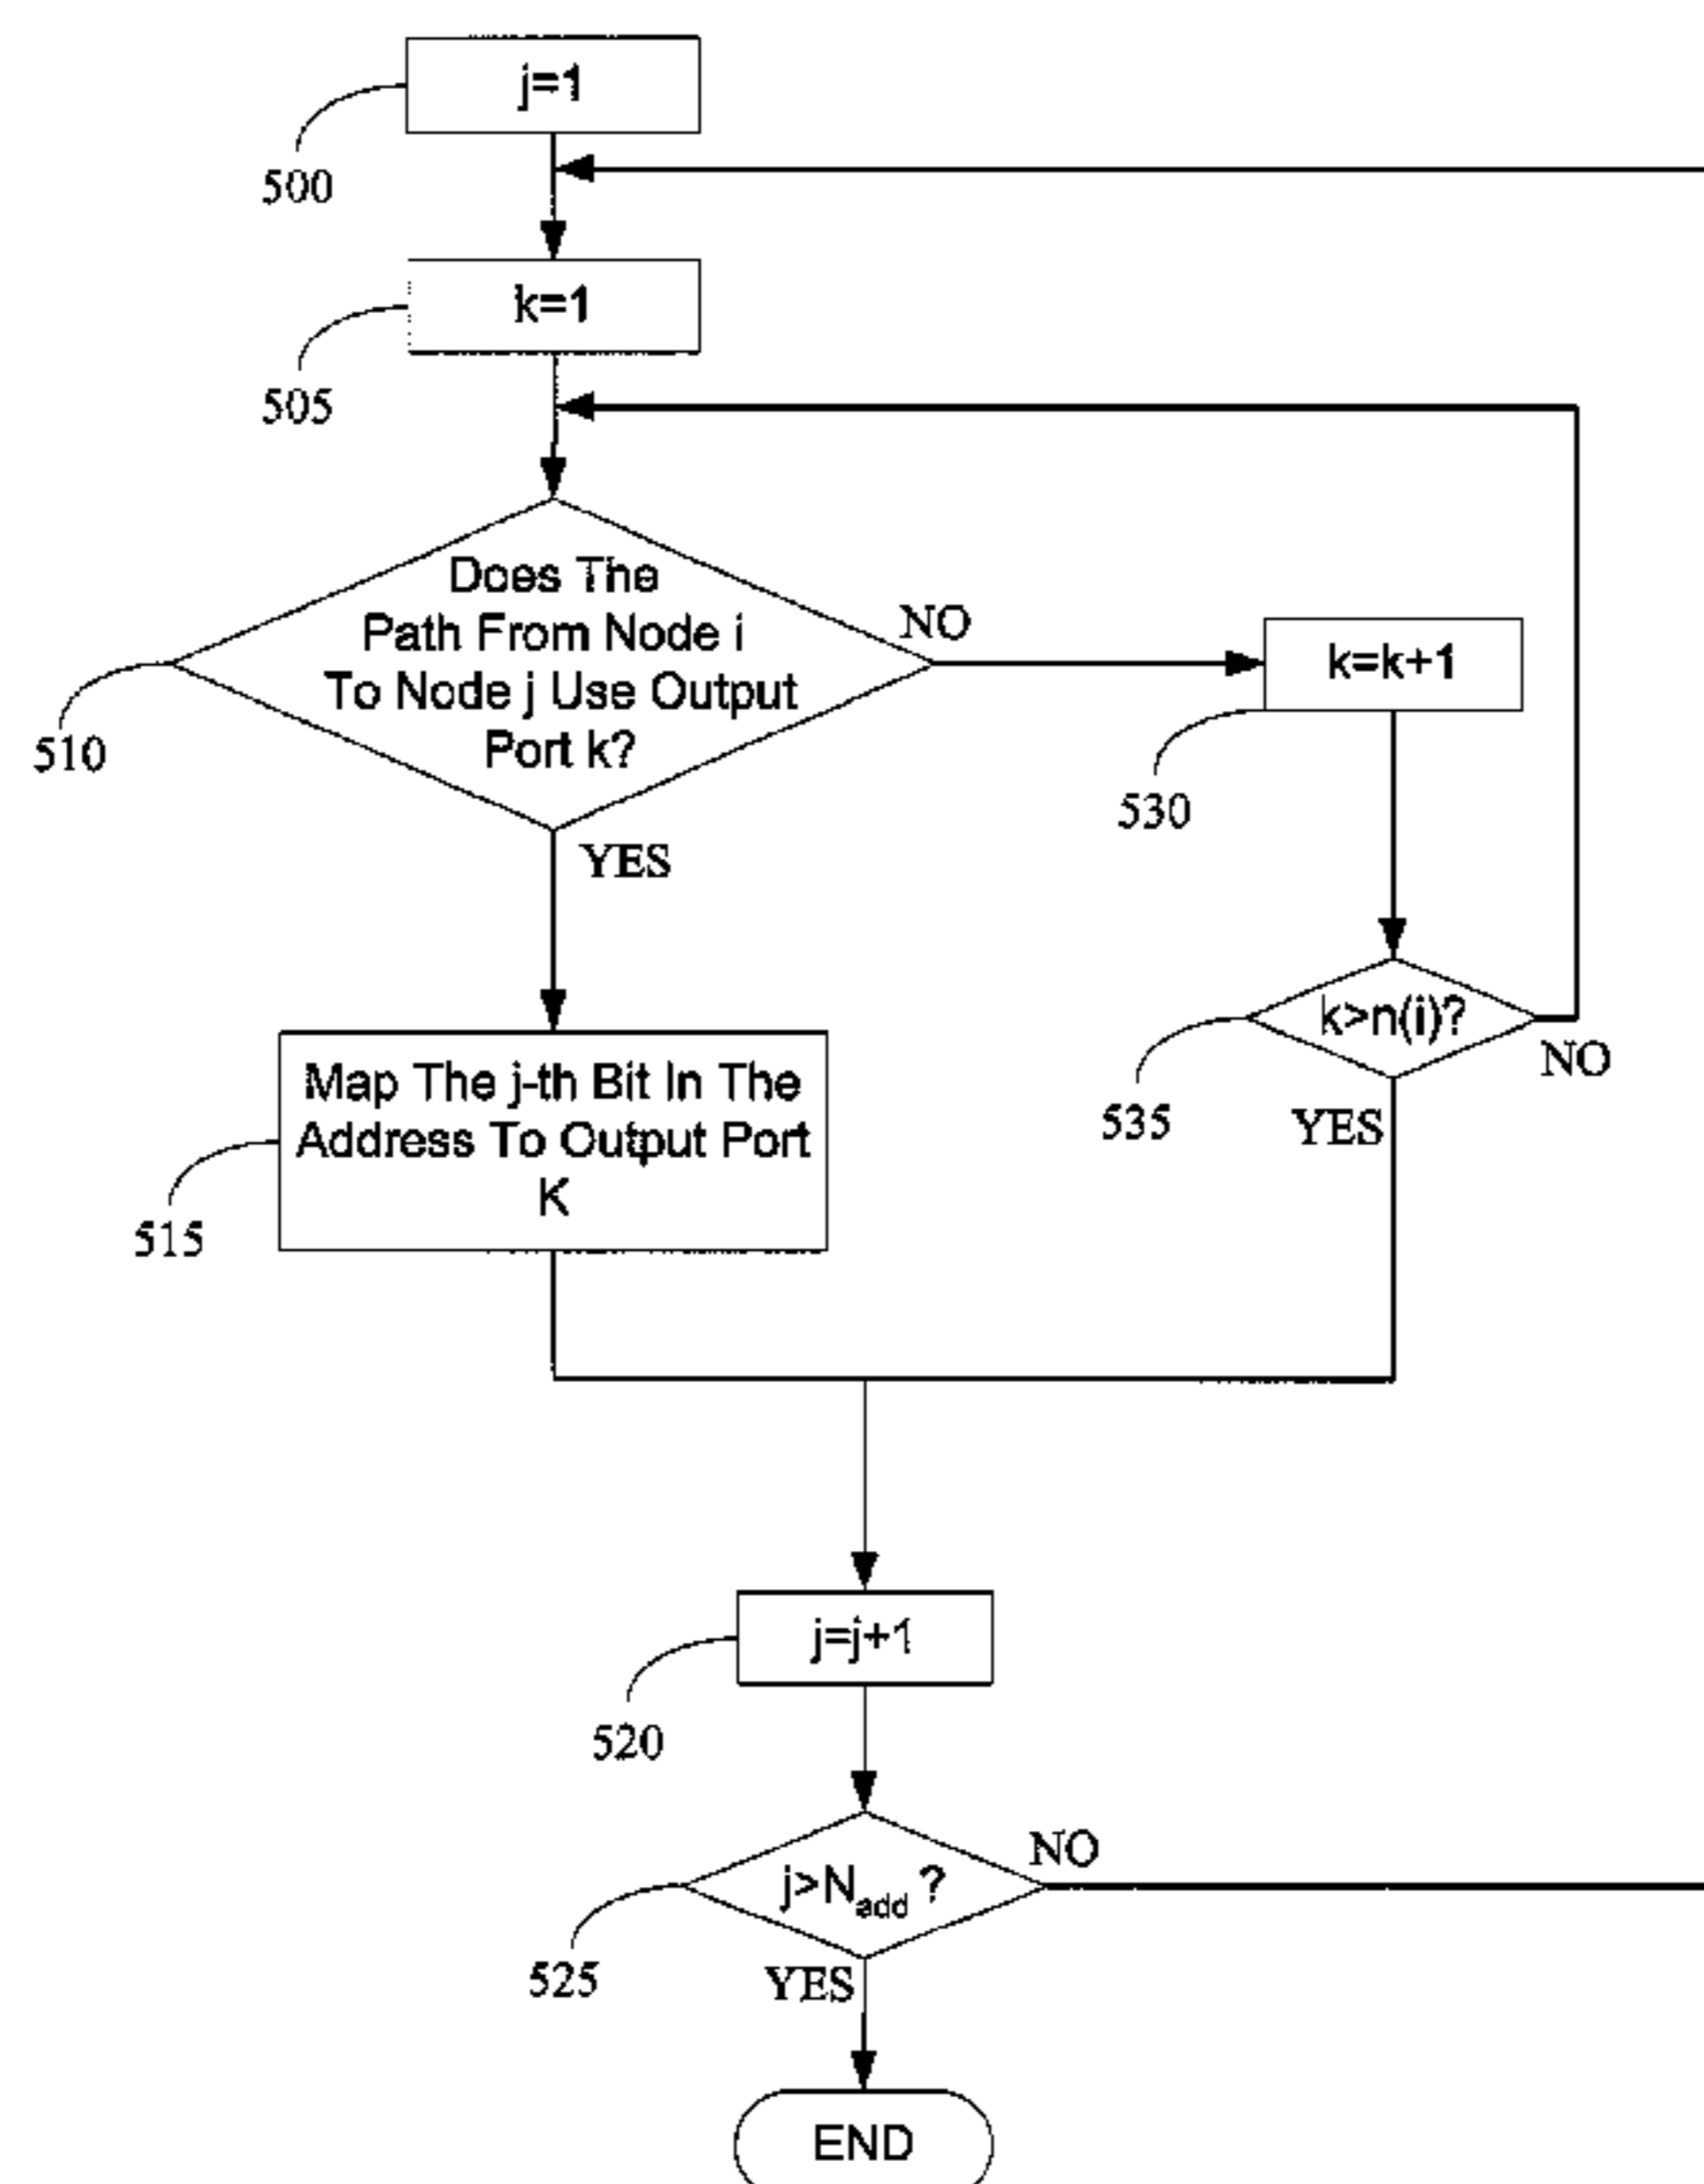 j=1
500
k=1
505
Does The
Path From Node i
To Node j Use Output
Port k?
510
NO
k=k+1
530
YES
k>n(i)?
NO
535
YES
Map The j-th Bit In The
Address To Output Port
K
515
j=j+1
520
j>Nadd ?
NO
525
YES
END